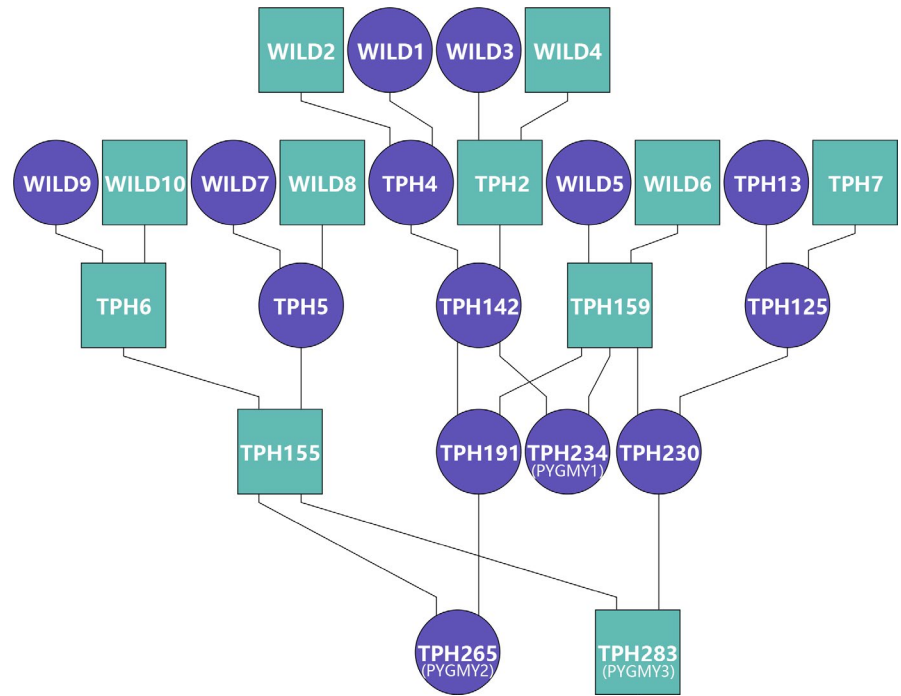 WILD2
WILD1
WILD3
WILD4
WILD9
WILD10
WILD7
WILD8
TPH4
TPH2
WILD5
WILD6
TPH13
TPH7
TPH6
TPH5
TPH142
TPH159
TPH125
TPH155
TPH191
TPH234
(PYGMY1)
TPH230
TPH265
(PYGMY2)
TPH283
(PYGMY3)